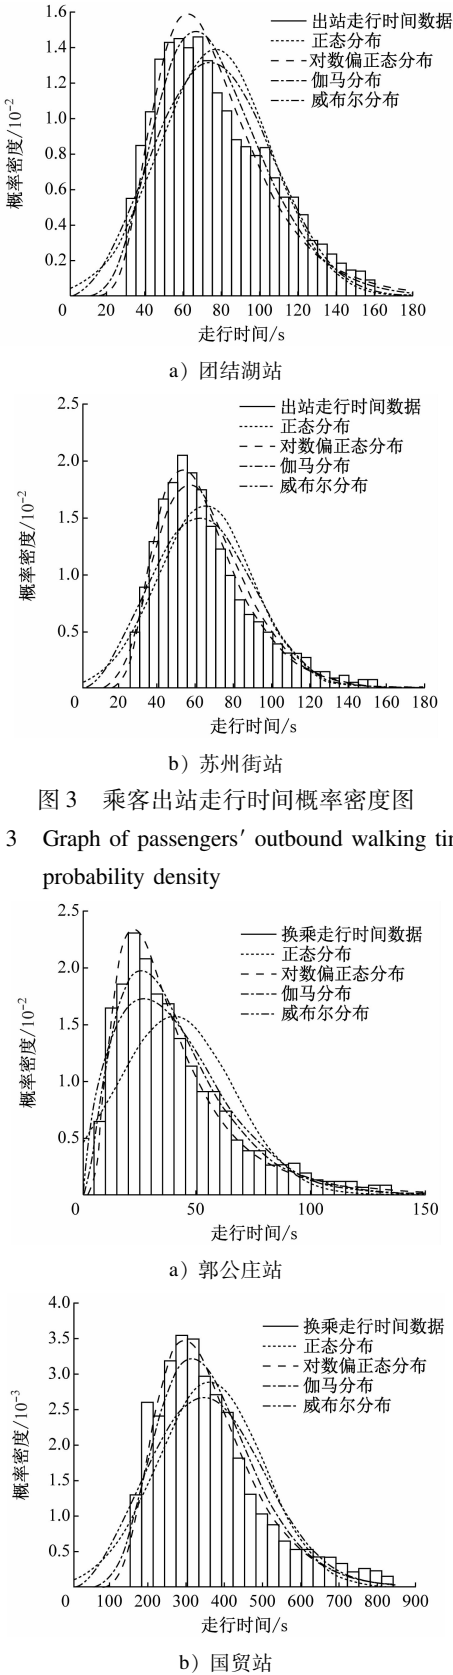 1.6
1.4
1.2
1.0
0.8
0.6
0.4
0.2
概率密度/10⁻²
出站走行时间数据
正态分布
对数偏正态分布
伽马分布
威布尔分布
0 20 40 60 80 100 120 140 160 180
走行时间/s
a）团结湖站
2.5
2.0
1.5
1.0
0.5
概率密度/10⁻²
出站走行时间数据
正态分布
对数偏正态分布
伽马分布
威布尔分布
0 20 40 60 80 100 120 140 160 180
走行时间/s
b）苏州街站
图 3 乘客出站走行时间概率密度图
3 Graph of passengers′ outbound walking tir
probability density
2.5
2.0
1.5
1.0
0.5
概率密度/10⁻²
换乘走行时间数据
正态分布
对数偏正态分布
伽马分布
威布尔分布
0 50 100 150
走行时间/s
a）郭公庄站
4.0
3.5
3.0
2.5
2.0
1.5
1.0
0.5
概率密度/10⁻³
换乘走行时间数据
正态分布
对数偏正态分布
伽马分布
威布尔分布
0 100 200 300 400 500 600 700 800 900
走行时间/s
b）国贸站